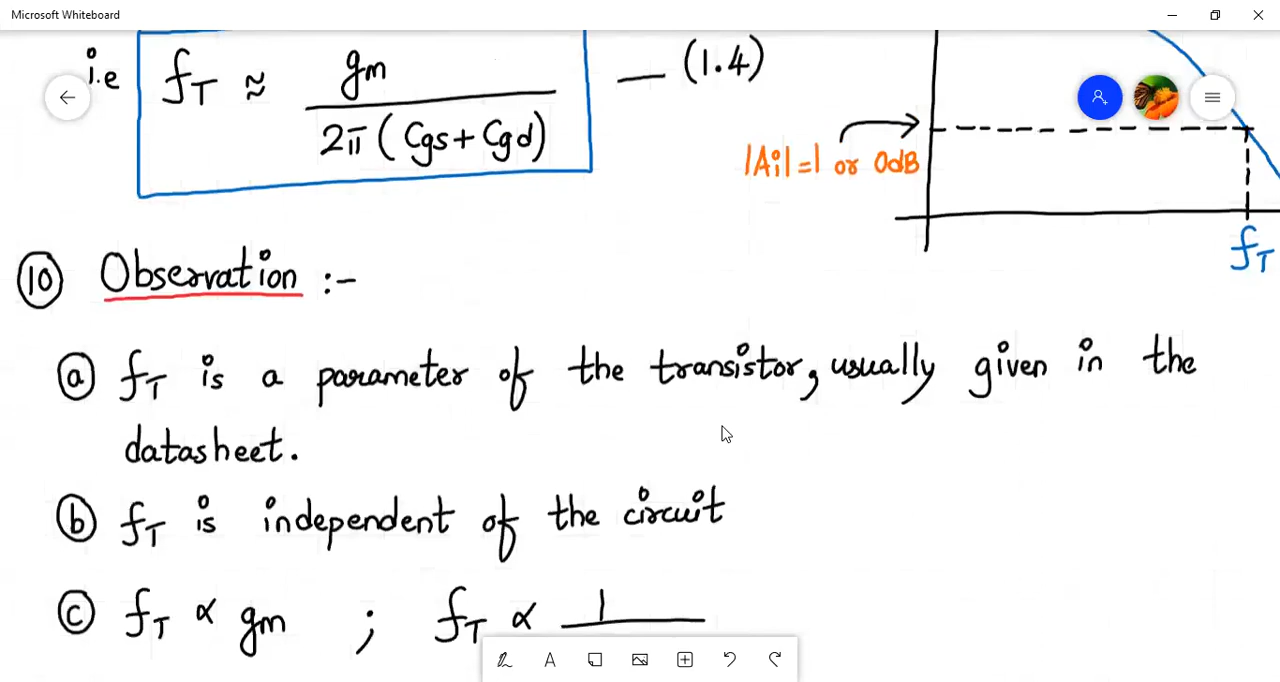 Microsoft Whiteboard
i.e fT ≈ gm / 2π (Cgs + Cgd) — (1.4)
|Ai| = 1 or 0dB
fT
10 Observation :-
a fT is a parameter of the transistor, usually given in the
datasheet.
b fT is independent of the circuit
c fT ∝ gm ; fT ∝ 1
A